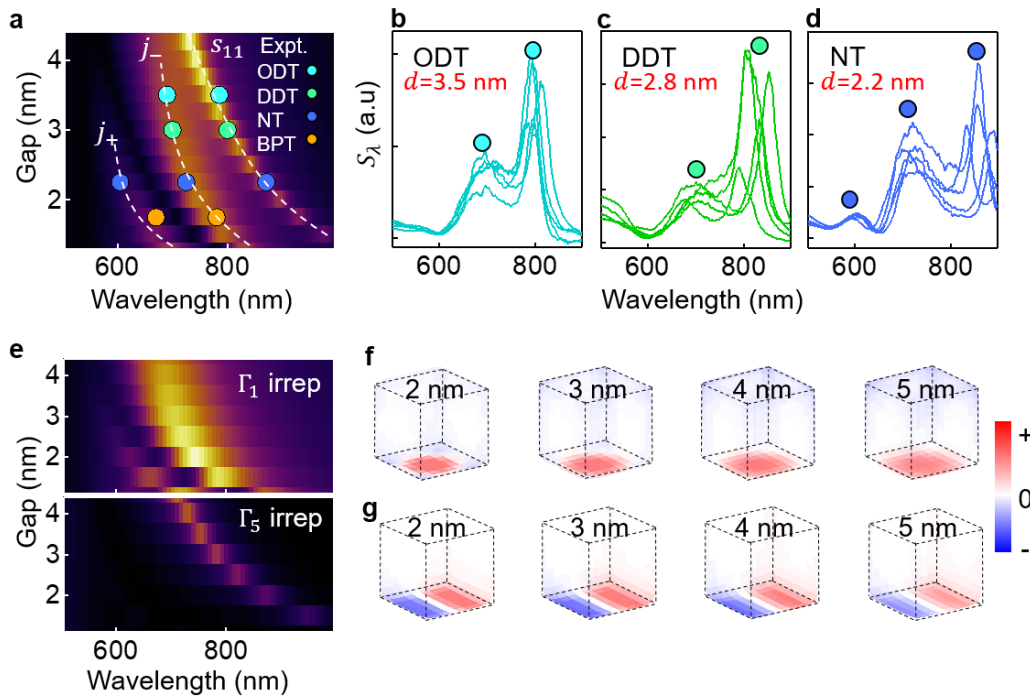 a
j₋
s₁₁
Expt.
ODT
DDT
NT
BPT
j₊
Gap (nm)
4
3
2
600
800
Wavelength (nm)
b
ODT
d=3.5 nm
S_λ (a.u)
600
800
c
DDT
d=2.8 nm
600
800
Wavelength (nm)
d
NT
d=2.2 nm
600
800
e
Γ₁ irrep
4
3
2
Γ₅ irrep
4
3
2
Gap (nm)
600
800
Wavelength (nm)
f
2 nm
3 nm
4 nm
5 nm
g
2 nm
3 nm
4 nm
5 nm
+
0
-